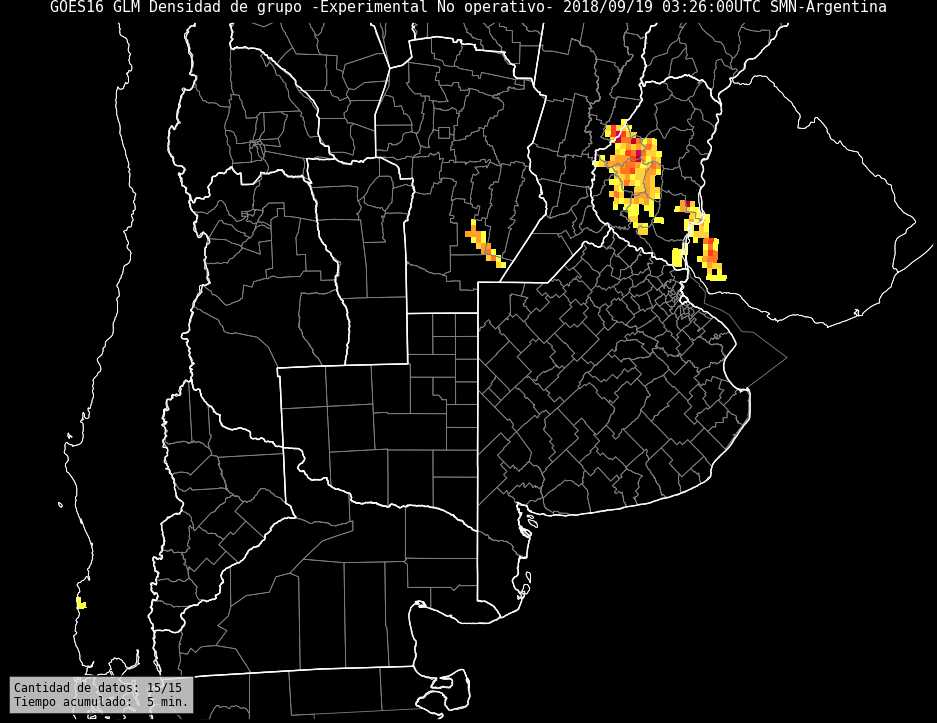 GOES16 GLM Densidad de grupo -Experimental No operativo- 2018/09/19 03:26:00UTC SMN-Argentina
Cantidad de datos: 15/15
Tiempo acumulado:  5 min.